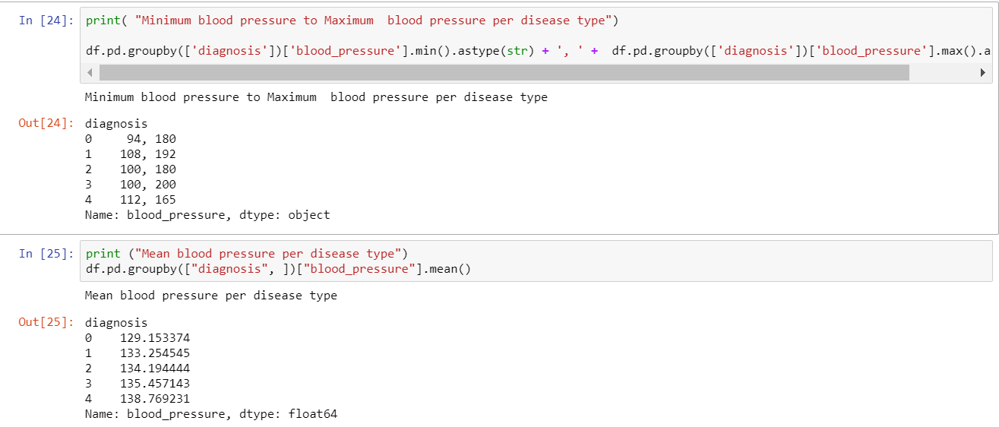 In [24]: print( "Minimum blood pressure to Maximum  blood pressure per disease type")
df.pd.groupby(['diagnosis'])['blood_pressure'].min().astype(str) + ', ' +  df.pd.groupby(['diagnosis'])['blood_pressure'].max().a
Minimum blood pressure to Maximum  blood pressure per disease type
Out[24]: diagnosis
0     94, 180
1    108, 192
2    100, 180
3    100, 200
4    112, 165
Name: blood_pressure, dtype: object
In [25]: print ("Mean blood pressure per disease type")
df.pd.groupby(["diagnosis", ])["blood_pressure"].mean()
Mean blood pressure per disease type
Out[25]: diagnosis
0    129.153374
1    133.254545
2    134.194444
3    135.457143
4    138.769231
Name: blood_pressure, dtype: float64